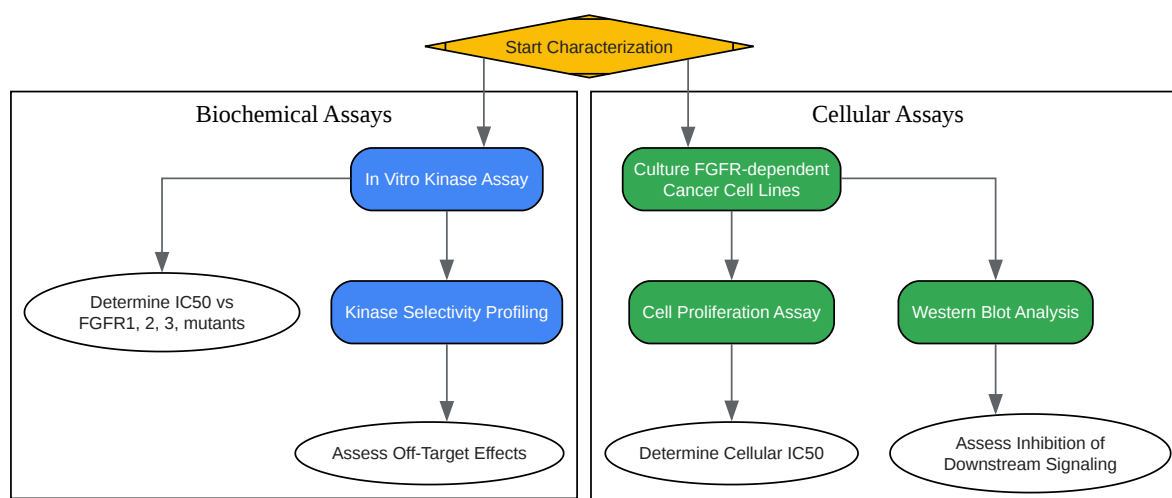 Start Characterization
Biochemical Assays
In Vitro Kinase Assay
Determine IC50 vs
FGFR1, 2, 3, mutants
Kinase Selectivity Profiling
Assess Off-Target Effects
Cellular Assays
Culture FGFR-dependent
Cancer Cell Lines
Cell Proliferation Assay
Western Blot Analysis
Determine Cellular IC50
Assess Inhibition of
Downstream Signaling